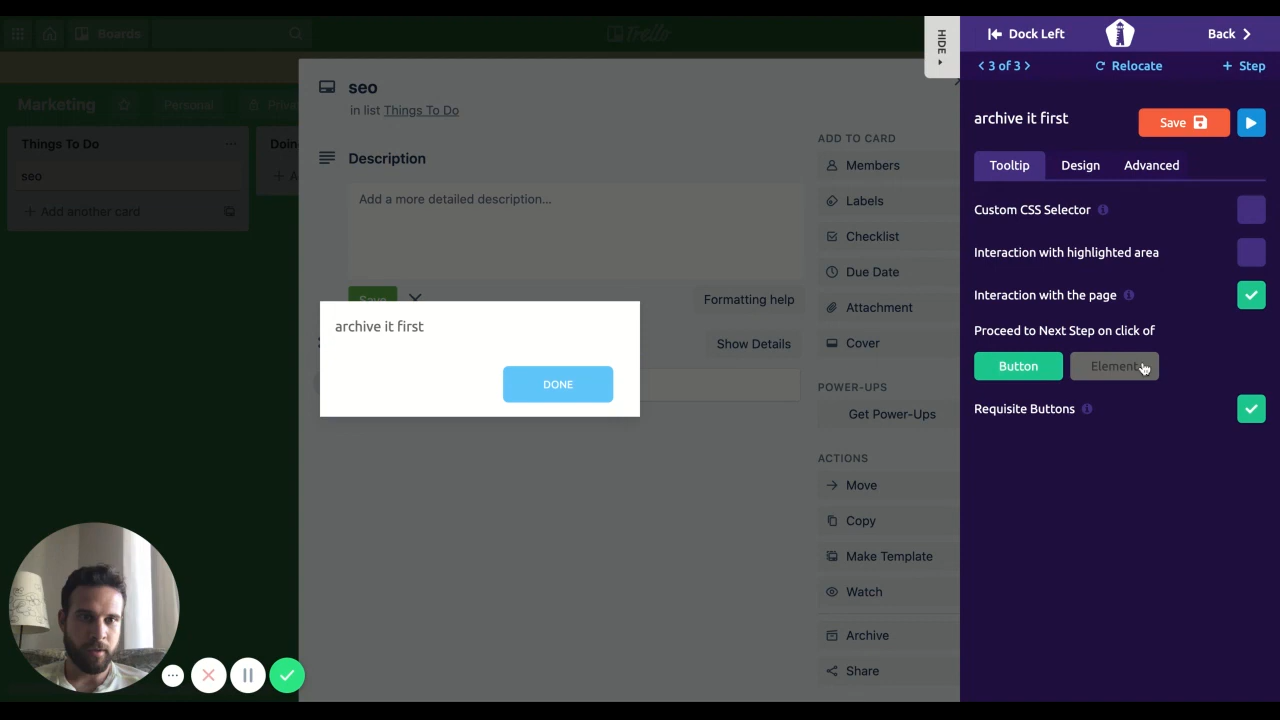 Boards
Trello
HIDE
Dock Left
Back
3 of 3
Relocate
+ Step
Marketing
Personal
Things To Do
seo
+ Add another card
seo
in list Things To Do
Description
Add a more detailed description...
Save
Formatting help
Show Details
archive it first
DONE
ADD TO CARD
Members
Labels
Checklist
Due Date
Attachment
Cover
POWER-UPS
Get Power-Ups
ACTIONS
Move
Copy
Make Template
Watch
Archive
Share
archive it first
Save
Tooltip
Design
Advanced
Custom CSS Selector
Interaction with highlighted area
Interaction with the page
Proceed to Next Step on click of
Button
Element
Requisite Buttons